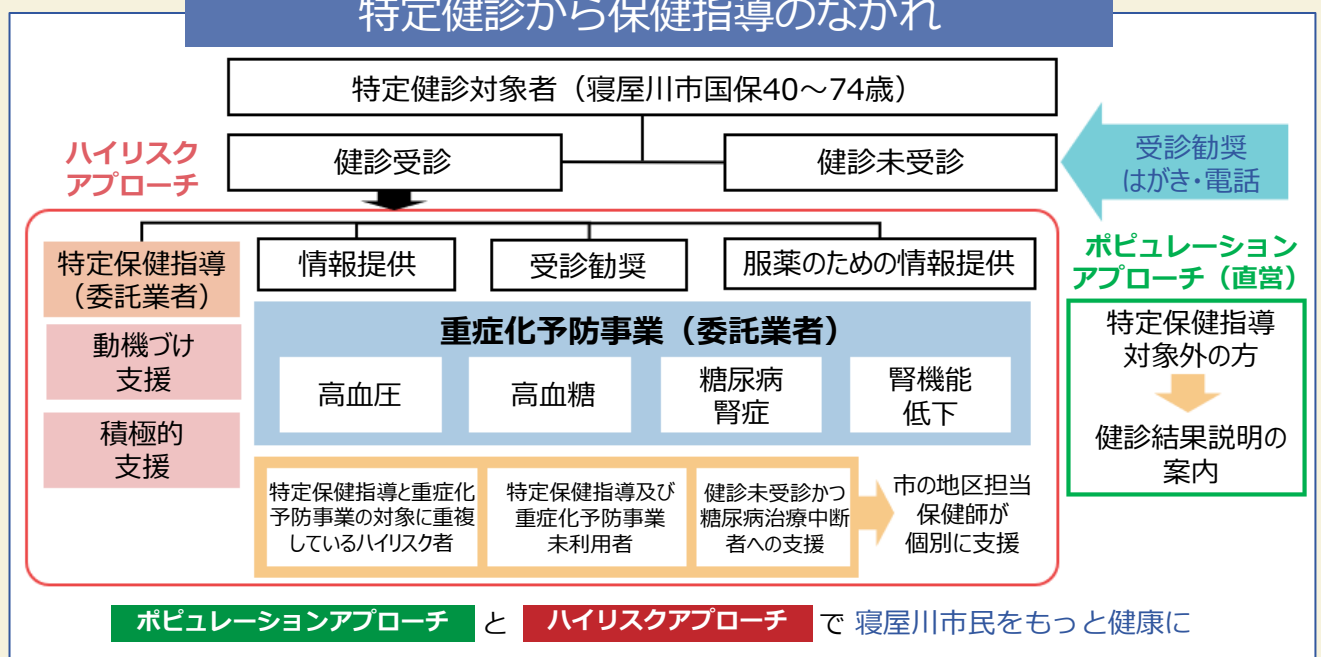 特定健診から保健指導のながれ
特定健診対象者（寝屋川市国保40～74歳）
ハイリスク
アプローチ
健診受診
健診未受診
受診勧奨
はがき・電話
特定保健指導
（委託業者）
情報提供
受診勧奨
服薬のための情報提供
動機づけ
支援
積極的
支援
重症化予防事業（委託業者）
高血圧
高血糖
糖尿病
腎症
腎機能
低下
特定保健指導と重症化
予防事業の対象に重複
しているハイリスク者
特定保健指導及び
重症化予防事業
未利用者
健診未受診かつ
糖尿病治療中断
者への支援
市の地区担当
保健師が
個別に支援
ポピュレーション
アプローチ（直営）
特定保健指導
対象外の方
健診結果説明の
案内
ポピュレーションアプローチ と ハイリスクアプローチ で 寝屋川市民をもっと健康に